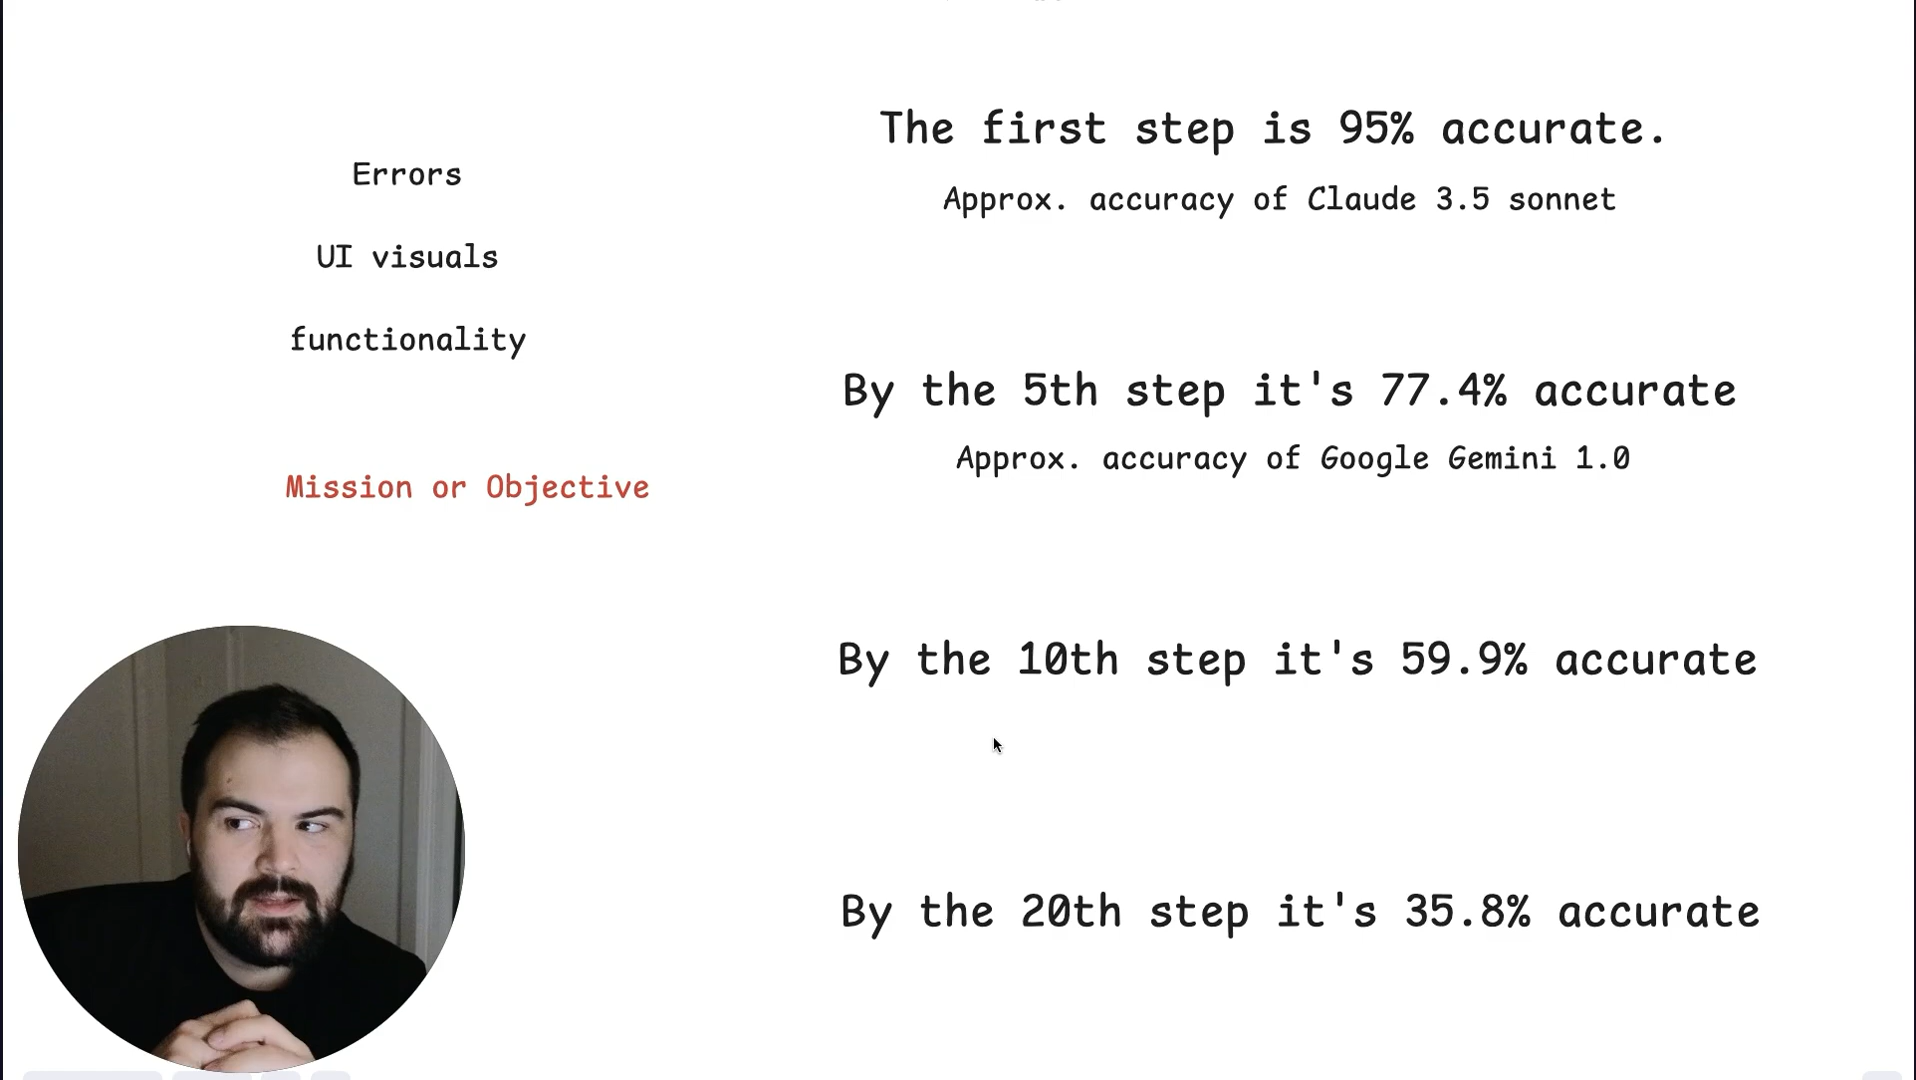 Errors
UI visuals
functionality
Mission or Objective
The first step is 95% accurate.
Approx. accuracy of Claude 3.5 sonnet
By the 5th step it's 77.4% accurate
Approx. accuracy of Google Gemini 1.0
By the 10th step it's 59.9% accurate
By the 20th step it's 35.8% accurate